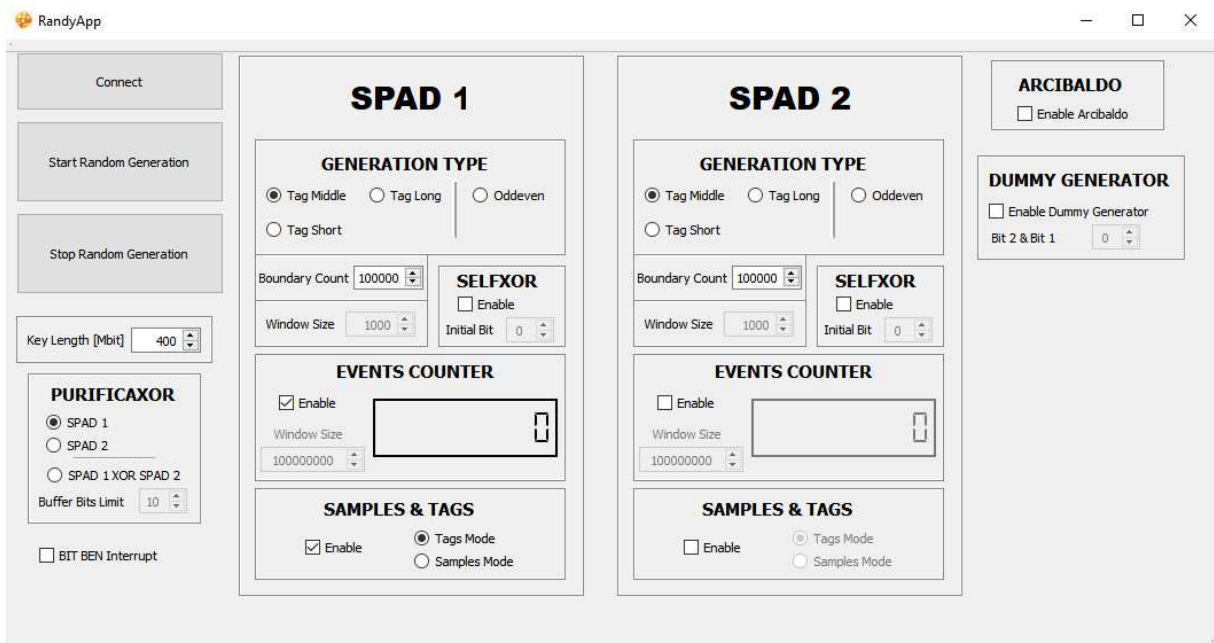 RandyApp
Connect
Start Random Generation
Stop Random Generation
Key Length [Mbit] 400
PURIFICAXOR
SPAD 1
SPAD 2
SPAD 1 XOR SPAD 2
Buffer Bits Limit 10
BIT BEN Interrupt
SPAD 1
GENERATION TYPE
Tag Middle Tag Long Oddeven
Tag Short
Boundary Count 100000
Window Size 1000
SELFXOR
Enable
Initial Bit 0
EVENTS COUNTER
Enable
0
Window Size
100000000
SAMPLES & TAGS
Enable
Tags Mode
Samples Mode
SPAD 2
GENERATION TYPE
Tag Middle Tag Long Oddeven
Tag Short
Boundary Count 100000
Window Size 1000
SELFXOR
Enable
Initial Bit 0
EVENTS COUNTER
Enable
0
Window Size
100000000
SAMPLES & TAGS
Enable
Tags Mode
Samples Mode
ARCIBALDO
Enable Arcibaldo
DUMMY GENERATOR
Enable Dummy Generator
Bit 2 & Bit 1 0